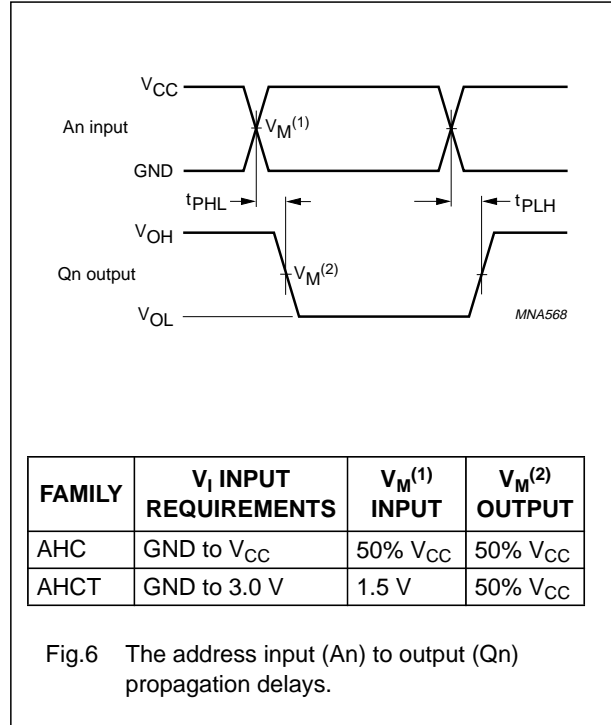 VCC
An input
VM(1)
GND
tPHL
tPLH
VOH
Qn output
VM(2)
VOL
MNA568
FAMILY VI INPUT REQUIREMENTS VM(1) INPUT VM(2) OUTPUT
AHC GND to VCC 50% VCC 50% VCC
AHCT GND to 3.0 V 1.5 V 50% VCC
Fig.6 The address input (An) to output (Qn)
propagation delays.